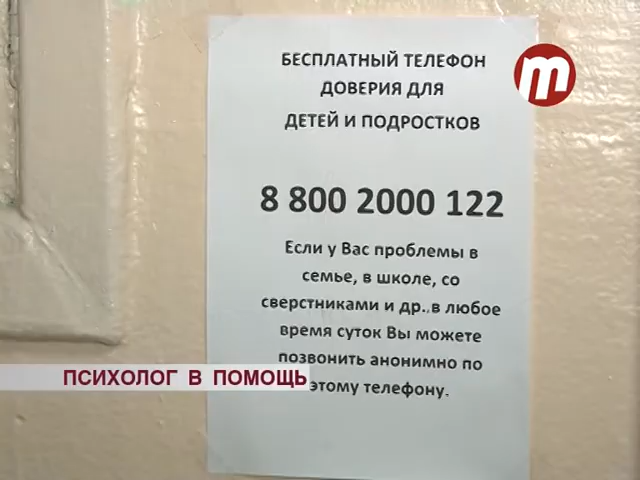 БЕСПЛАТНЫЙ ТЕЛЕФОН
ДОВЕРИЯ ДЛЯ
ДЕТЕЙ И ПОДРОСТКОВ
8 800 2000 122
Если у Вас проблемы в
семье, в школе, со
сверстниками и др., в любое
время суток Вы можете
позвонить анонимно по
этому телефону.
ПСИХОЛОГ В ПОМОЩЬ
m